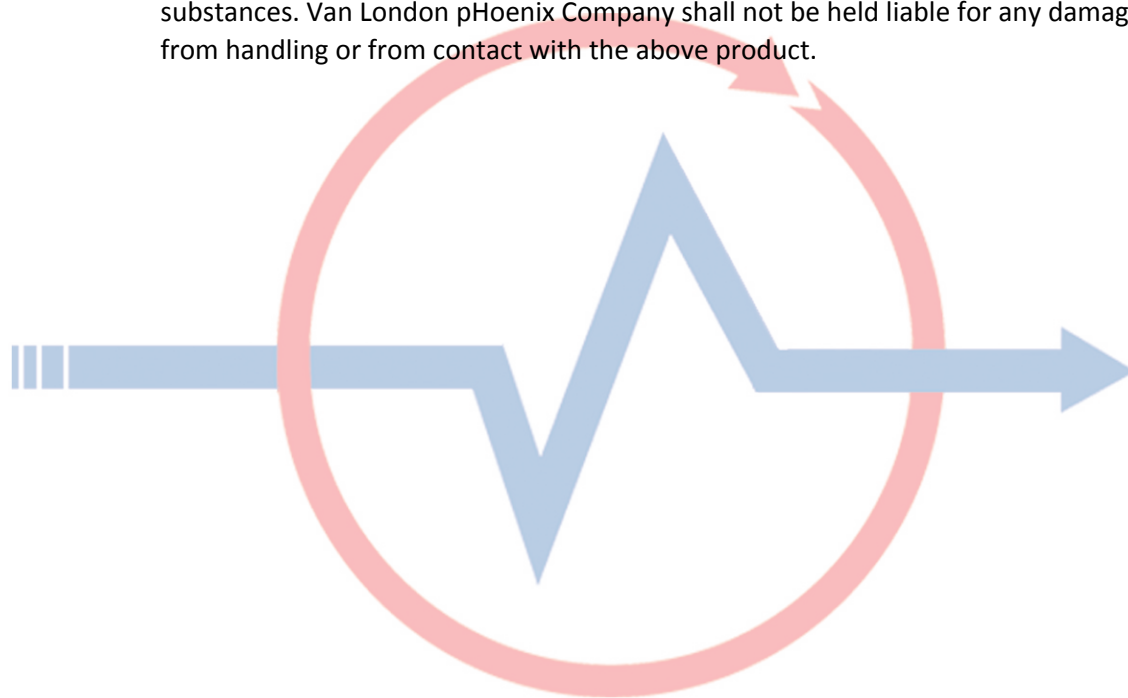 substances. Van London pHoenix Company shall not be held liable for any damag
from handling or from contact with the above product.